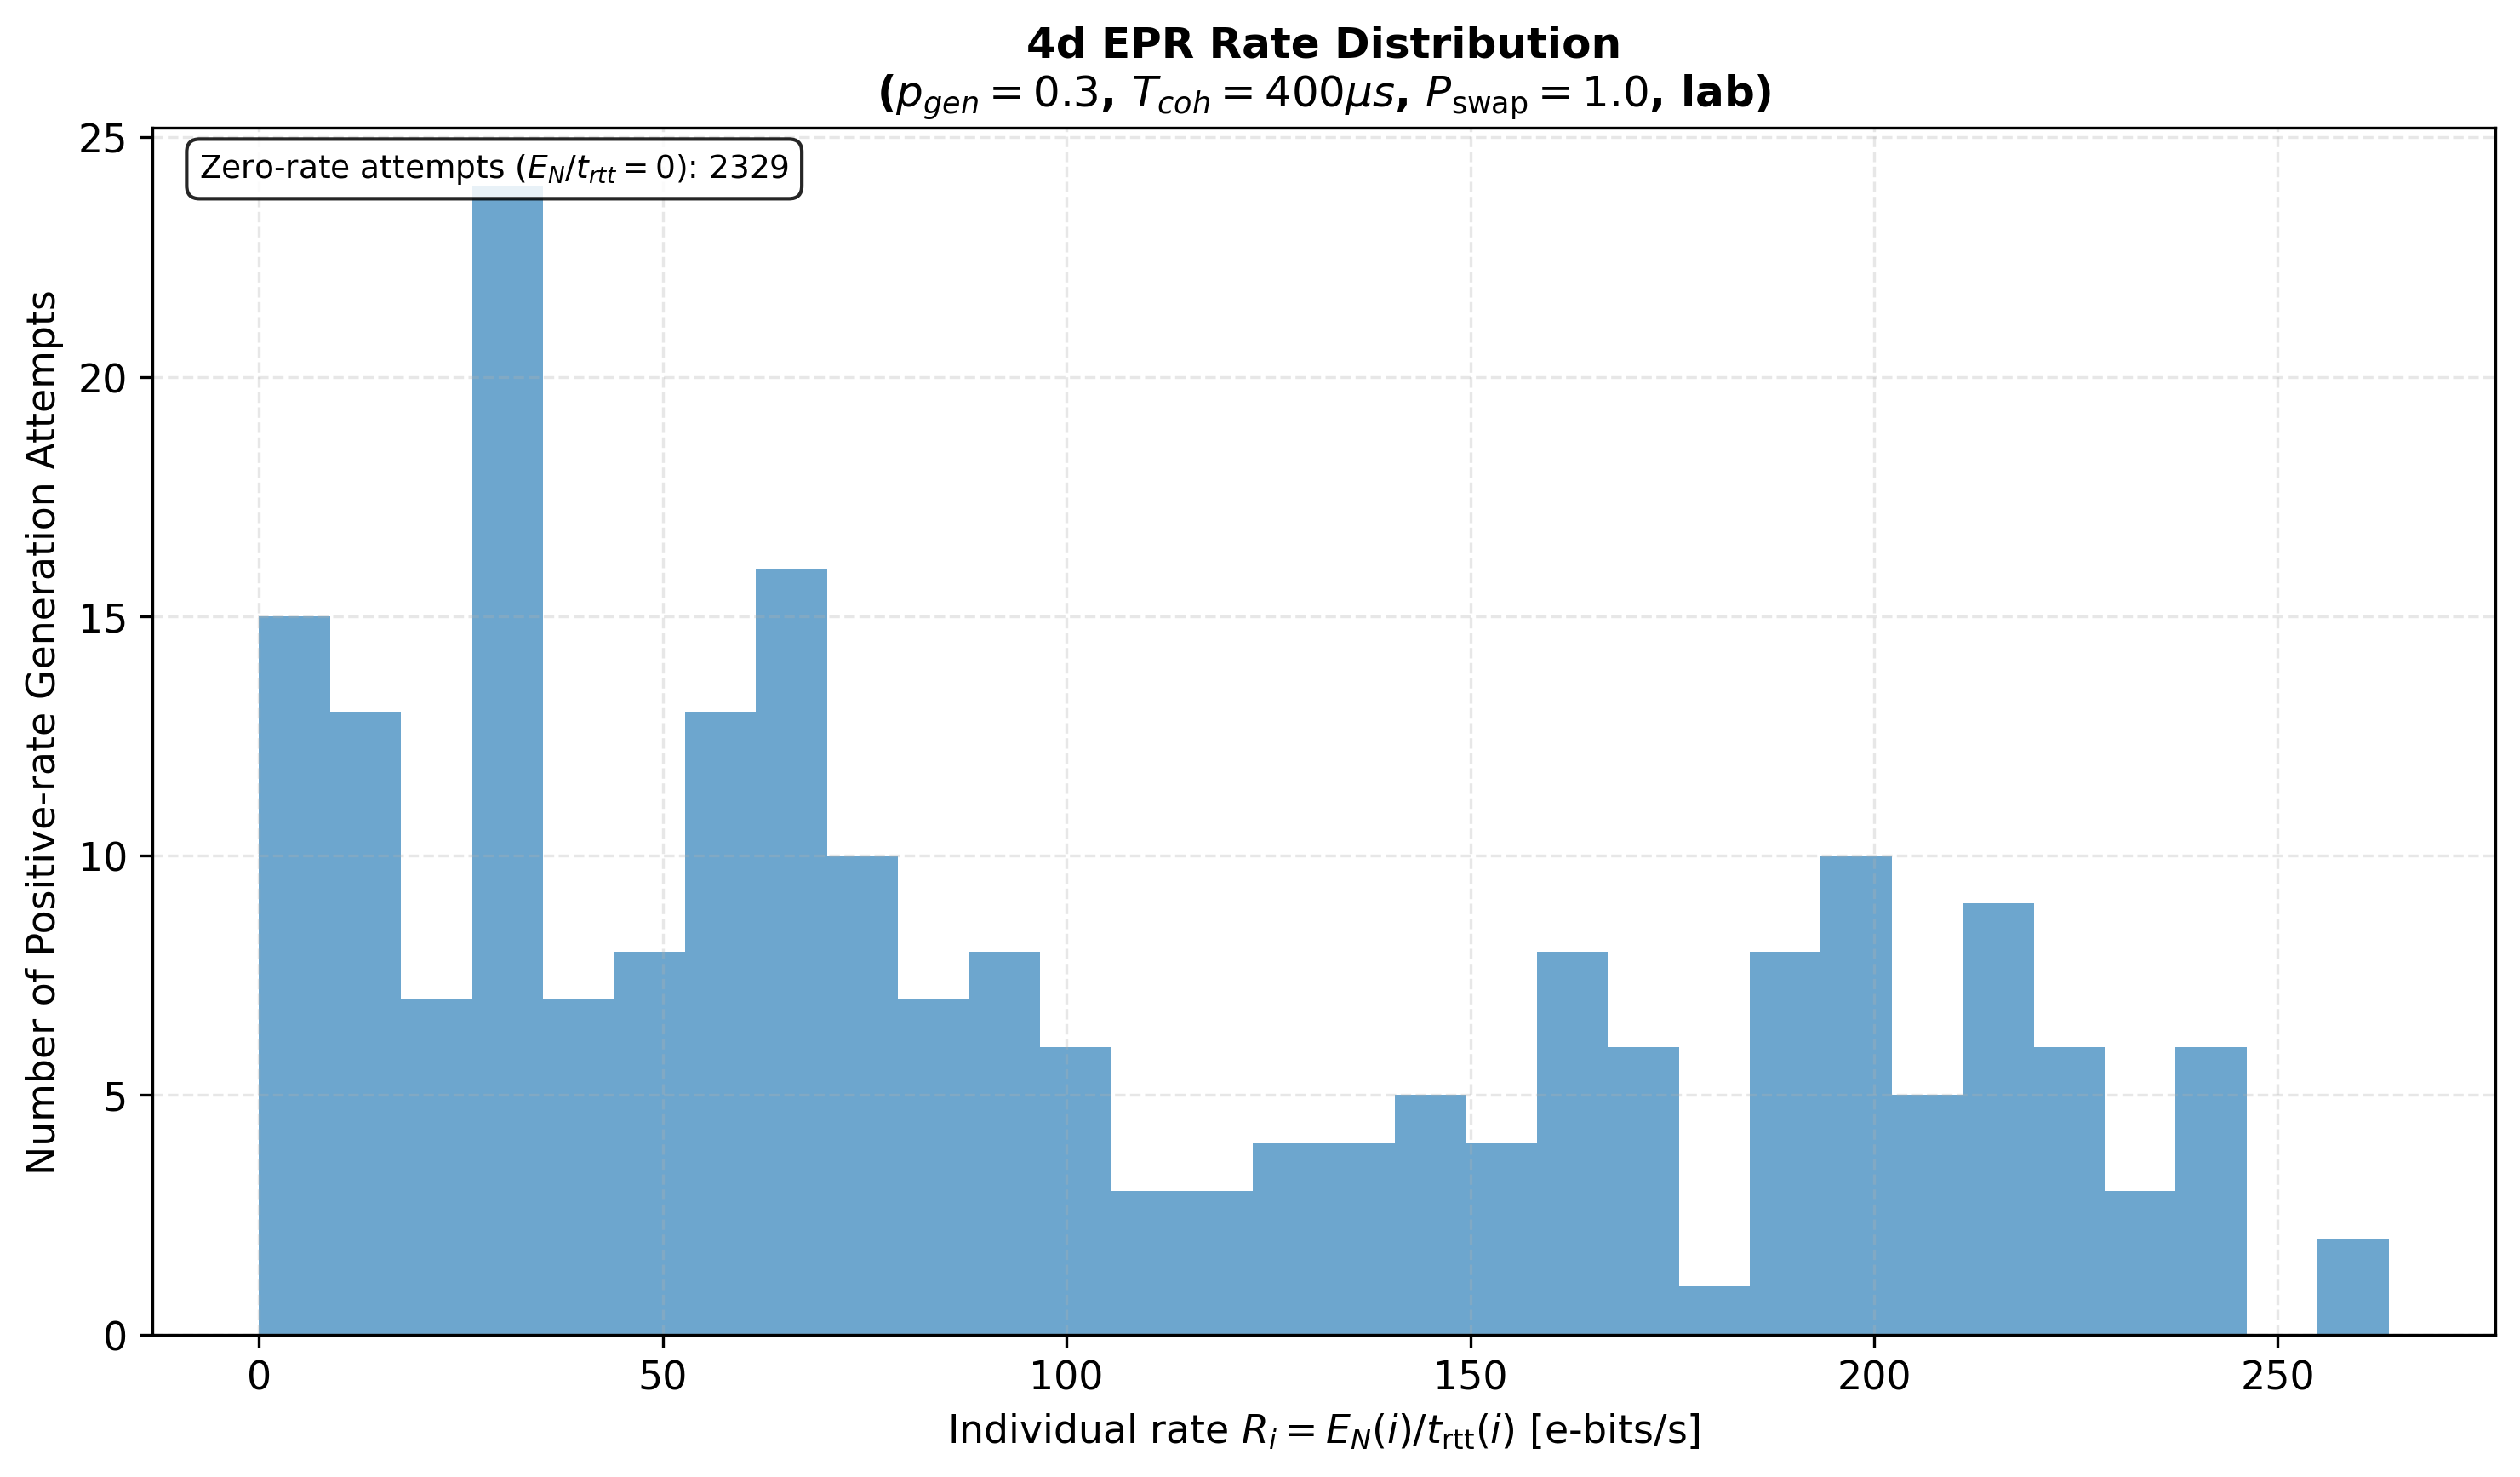 4d EPR Rate Distribution
(p_gen = 0.3, T_coh = 400μs, P_swap = 1.0, lab)
Zero-rate attempts (E_N/t_rtt = 0): 2329
Number of Positive-rate Generation Attempts
25
20
15
10
5
0
0 50 100 150 200 250
Individual rate R_i = E_N(i)/t_rtt(i) [e-bits/s]